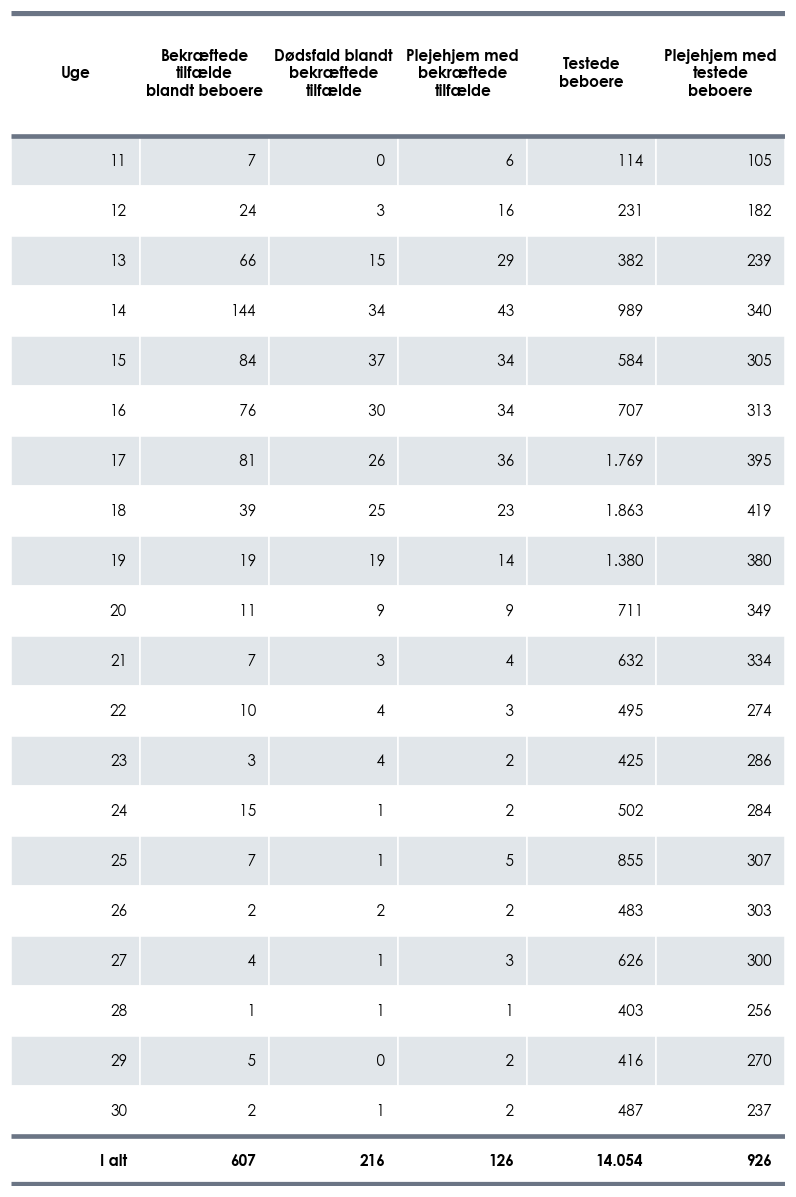 Uge Bekræftede tilfælde blandt beboere Dødsfald blandt bekræftede tilfælde Plejehjem med bekræftede tilfælde Testede beboere Plejehjem med testede beboere
11 7 0 6 114 105
12 24 3 16 231 182
13 66 15 29 382 239
14 144 34 43 989 340
15 84 37 34 584 305
16 76 30 34 707 313
17 81 26 36 1.769 395
18 39 25 23 1.863 419
19 19 19 14 1.380 380
20 11 9 9 711 349
21 7 3 4 632 334
22 10 4 3 495 274
23 3 4 2 425 286
24 15 1 2 502 284
25 7 1 5 855 307
26 2 2 2 483 303
27 4 1 3 626 300
28 1 1 1 403 256
29 5 0 2 416 270
30 2 1 2 487 237
I alt 607 216 126 14.054 926